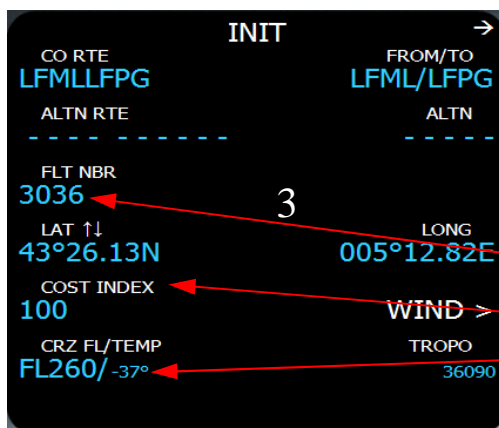 INIT →
CO RTE FROM/TO
LFMLLFPG LFML/LFPG
ALTN RTE ALTN
- - - - - - - - - - - - - - -
FLT NBR
3036 3
LAT ↑↓ LONG
43°26.13N 005°12.82E
COST INDEX
100 WIND >
CRZ FL/TEMP TROPO
FL260/-37° 36090